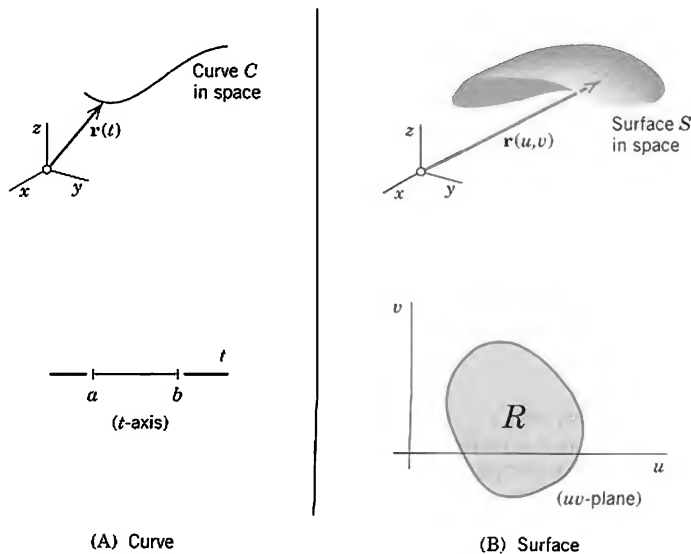 Curve C
in space
r(t)
z
x
y
t
a
b
(t-axis)
(A) Curve
Surface S
in space
r(u,v)
z
x
y
v
R
u
(uv-plane)
(B) Surface